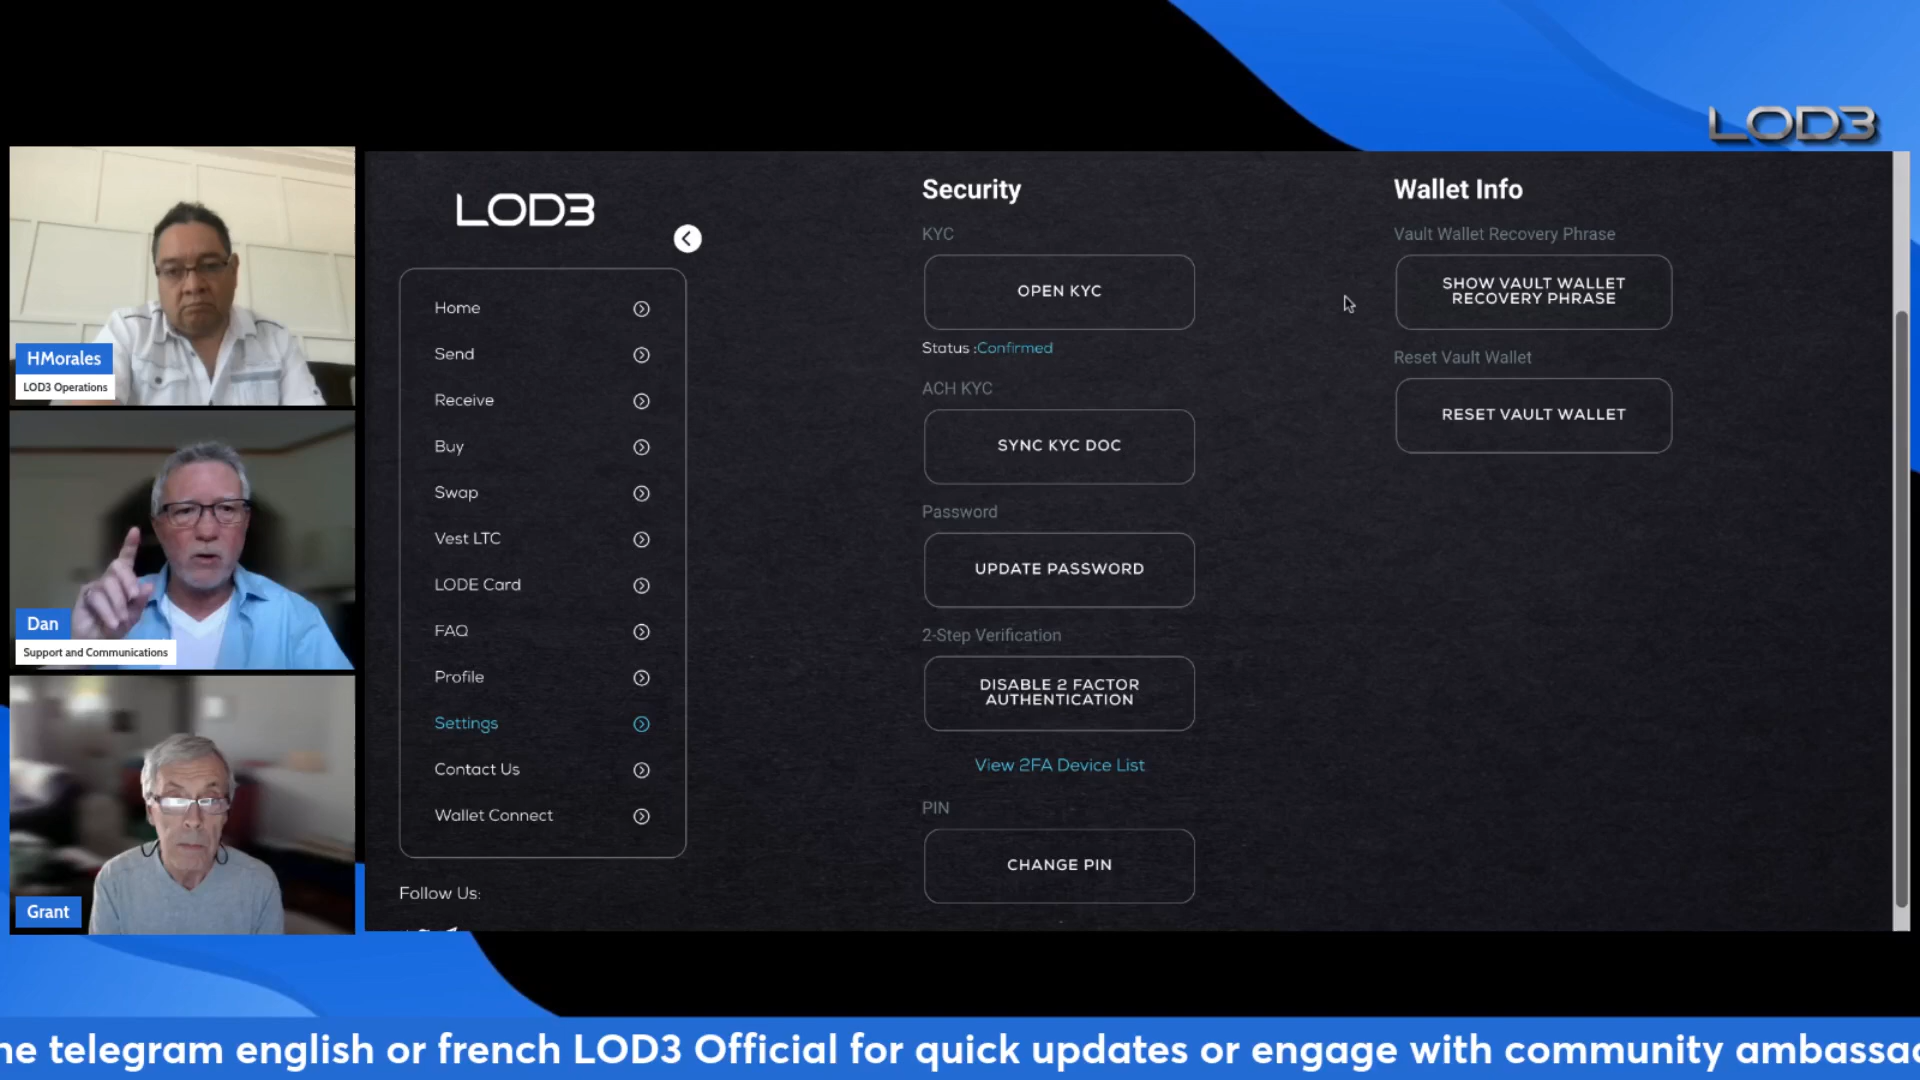 LOD3
HMorales
LOD3 Operations
Dan
Support and Communications
Grant
LOD3
Home
Send
Receive
Buy
Swap
Vest LTC
LODE Card
FAQ
Profile
Settings
Contact Us
Wallet Connect
Follow Us:
Security
KYC
OPEN KYC
Status :Confirmed
ACH KYC
SYNC KYC DOC
Password
UPDATE PASSWORD
2-Step Verification
DISABLE 2 FACTOR
AUTHENTICATION
View 2FA Device List
PIN
CHANGE PIN
Wallet Info
Vault Wallet Recovery Phrase
SHOW VAULT WALLET
RECOVERY PHRASE
Reset Vault Wallet
RESET VAULT WALLET
he telegram english or french LOD3 Official for quick updates or engage with community ambassa